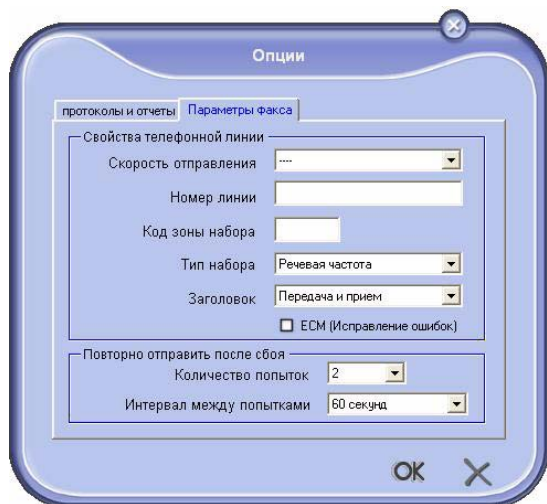 Опции
протоколы и отчеты Параметры факса
Свойства телефонной линии
Скорость отправления ----
Номер линии
Код зоны набора
Тип набора Речевая частота
Заголовок Передача и прием
ECM (Исправление ошибок)
Повторно отправить после сбоя
Количество попыток 2
Интервал между попытками 60 секунд
OK